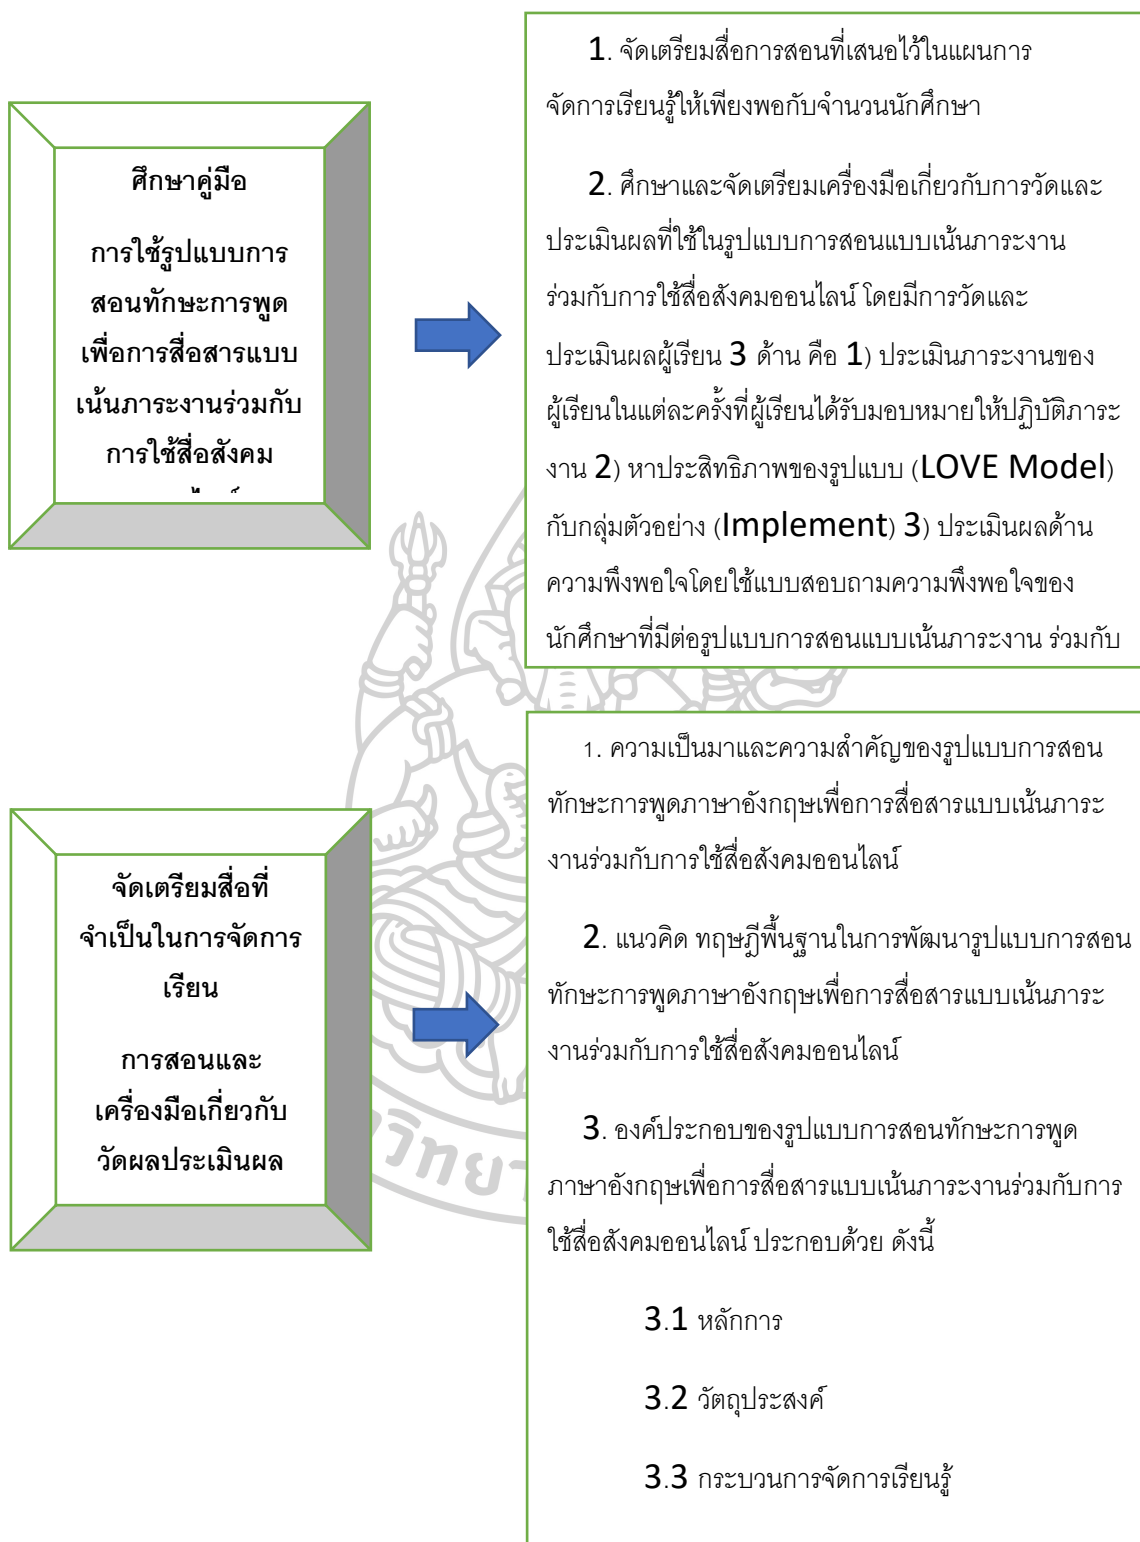 ศึกษาคู่มือ
การใช้รูปแบบการ
สอนทักษะการพูด
เพื่อการสื่อสารแบบ
เน้นภาระงานร่วมกับ
การใช้สื่อสังคม
1. จัดเตรียมสื่อการสอนที่เสนอไว้ในแผนการ
จัดการเรียนรู้ให้เพียงพอกับจำนวนนักศึกษา
2. ศึกษาและจัดเตรียมเครื่องมือเกี่ยวกับการวัดและ
ประเมินผลที่ใช้ในรูปแบบการสอนแบบเน้นภาระงาน
ร่วมกับการใช้สื่อสังคมออนไลน์ โดยมีการวัดและ
ประเมินผลผู้เรียน 3 ด้าน คือ 1) ประเมินภาระงานของ
ผู้เรียนในแต่ละครั้งที่ผู้เรียนได้รับมอบหมายให้ปฏิบัติภาระ
งาน 2) หาประสิทธิภาพของรูปแบบ (LOVE Model)
กับกลุ่มตัวอย่าง (Implement) 3) ประเมินผลด้าน
ความพึงพอใจโดยใช้แบบสอบถามความพึงพอใจของ
นักศึกษาที่มีต่อรูปแบบการสอนแบบเน้นภาระงาน ร่วมกับ
จัดเตรียมสื่อที่
จำเป็นในการจัดการ
เรียน
การสอนและ
เครื่องมือเกี่ยวกับ
วัดผลประเมินผล
1. ความเป็นมาและความสำคัญของรูปแบบการสอน
ทักษะการพูดภาษาอังกฤษเพื่อการสื่อสารแบบเน้นภาระ
งานร่วมกับการใช้สื่อสังคมออนไลน์
2. แนวคิด ทฤษฎีพื้นฐานในการพัฒนารูปแบบการสอน
ทักษะการพูดภาษาอังกฤษเพื่อการสื่อสารแบบเน้นภาระ
งานร่วมกับการใช้สื่อสังคมออนไลน์
3. องค์ประกอบของรูปแบบการสอนทักษะการพูด
ภาษาอังกฤษเพื่อการสื่อสารแบบเน้นภาระงานร่วมกับการ
ใช้สื่อสังคมออนไลน์ ประกอบด้วย ดังนี้
3.1 หลักการ
3.2 วัตถุประสงค์
3.3 กระบวนการจัดการเรียนรู้